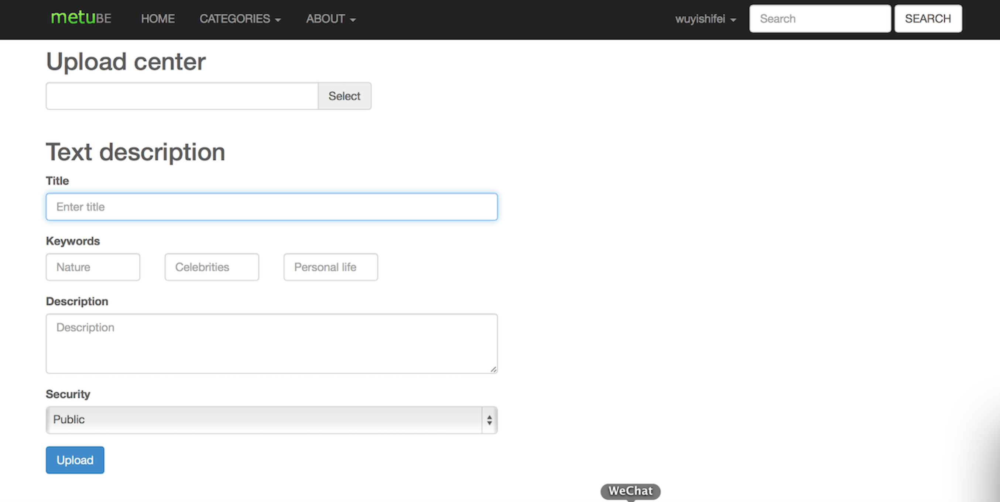 metuBE HOME CATEGORIES ABOUT wuyishifei Search SEARCH
Upload center
Select
Text description
Title
Enter title
Keywords
Nature Celebrities Personal life
Description
Description
Security
Public
Upload
WeChat